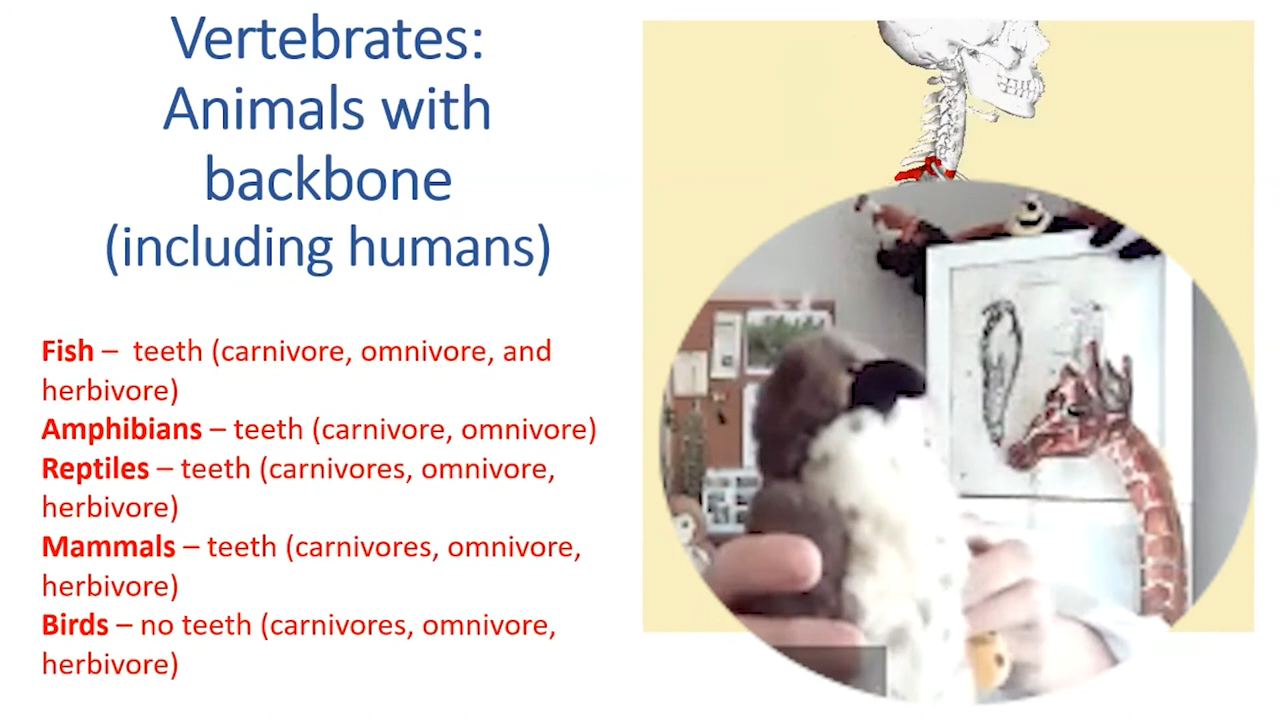 Vertebrates:
Animals with
backbone
(including humans)
Fish – teeth (carnivore, omnivore, and
herbivore)
Amphibians – teeth (carnivore, omnivore)
Reptiles – teeth (carnivores, omnivore,
herbivore)
Mammals – teeth (carnivores, omnivore,
herbivore)
Birds – no teeth (carnivores, omnivore,
herbivore)